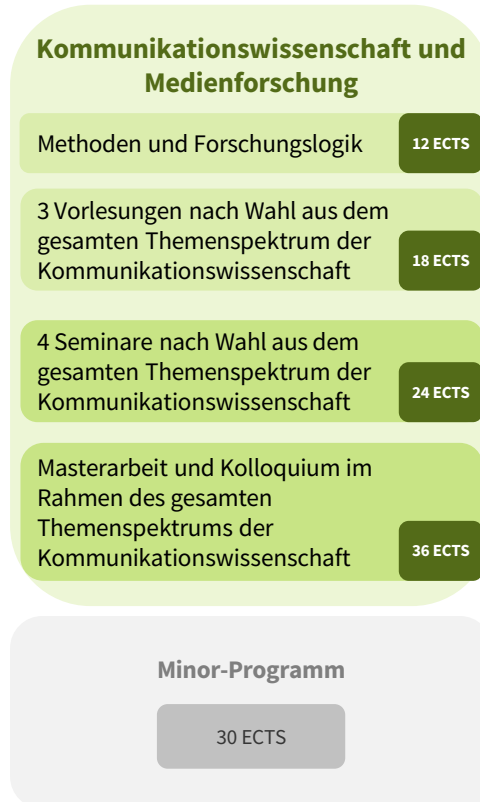 Kommunikationswissenschaft und
Medienforschung
Methoden und Forschungslogik
12 ECTS
3 Vorlesungen nach Wahl aus dem
gesamten Themenspektrum der
Kommunikationswissenschaft
18 ECTS
4 Seminare nach Wahl aus dem
gesamten Themenspektrum der
Kommunikationswissenschaft
24 ECTS
Masterarbeit und Kolloquium im
Rahmen des gesamten
Themenspektrums der
Kommunikationswissenschaft
36 ECTS
Minor-Programm
30 ECTS